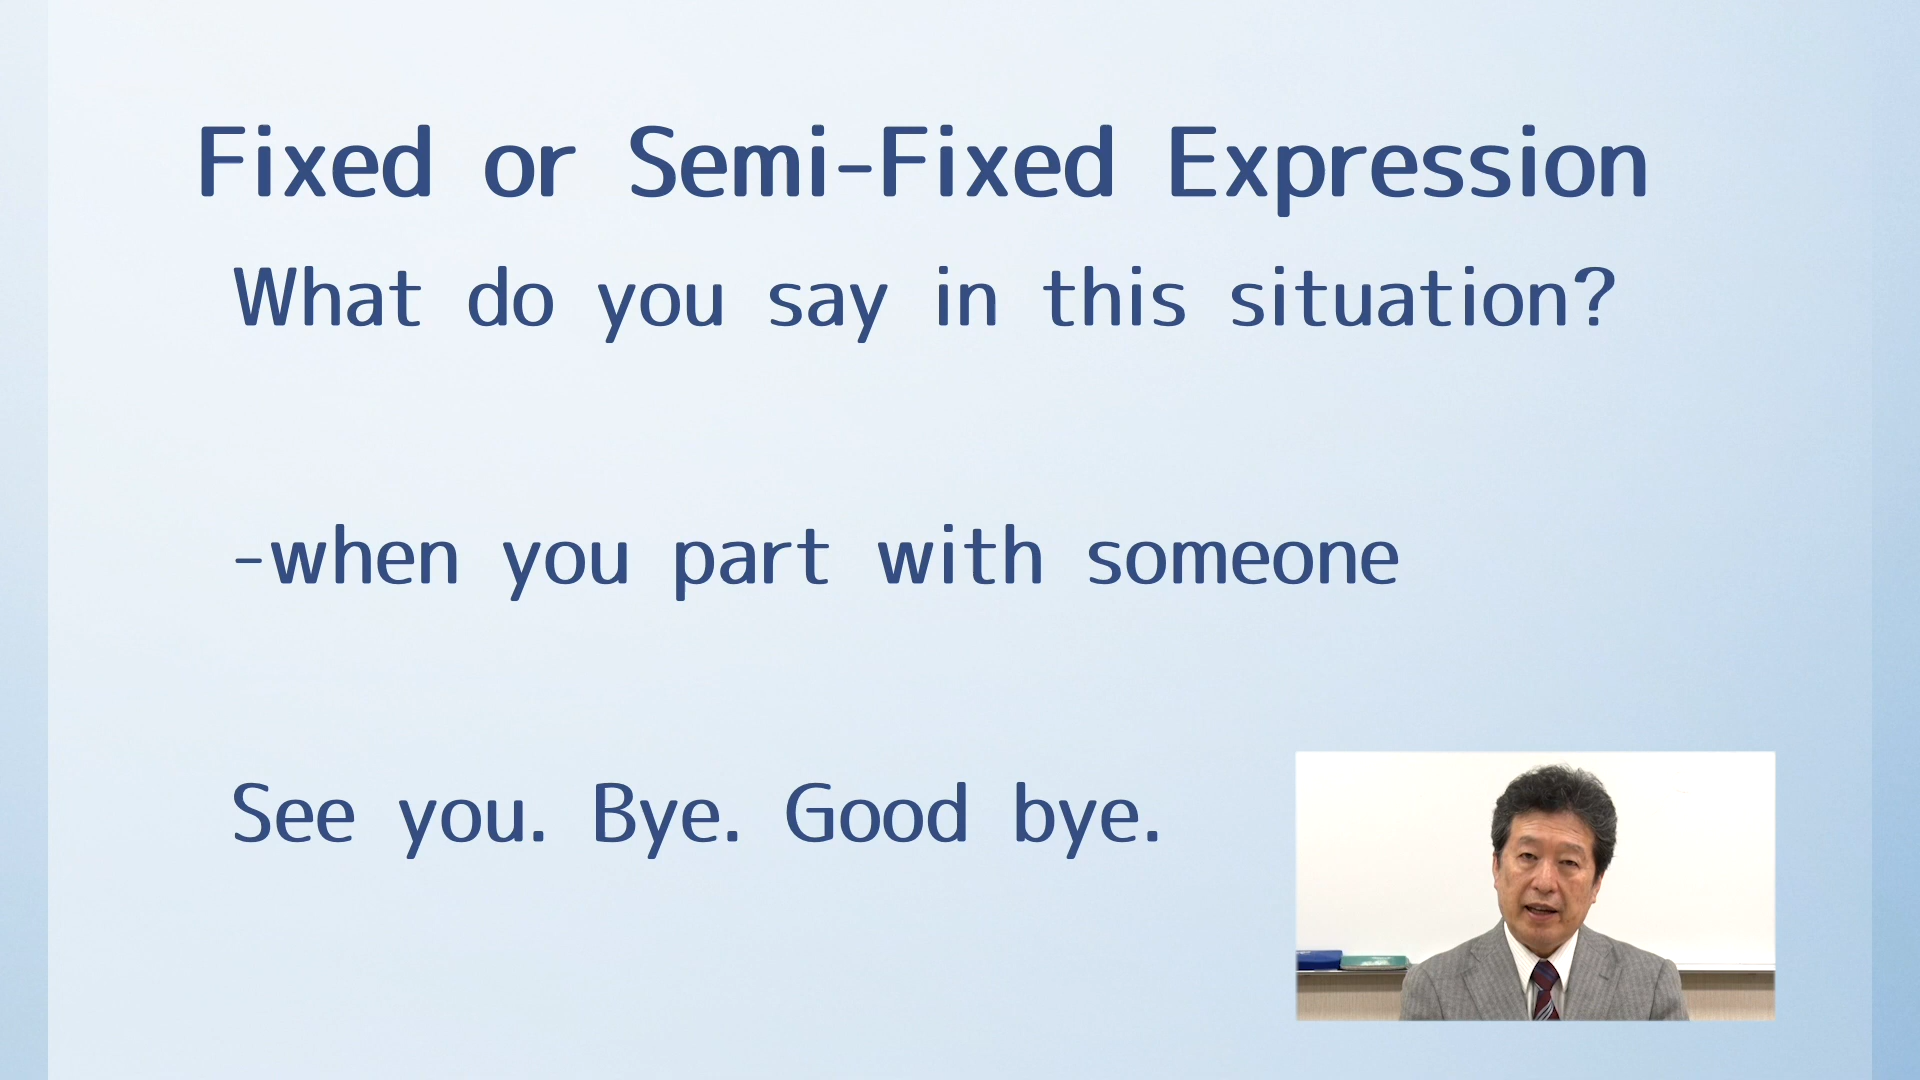 Fixed or Semi-Fixed Expression
What do you say in this situation?
-when you part with someone
See you. Bye. Good bye.